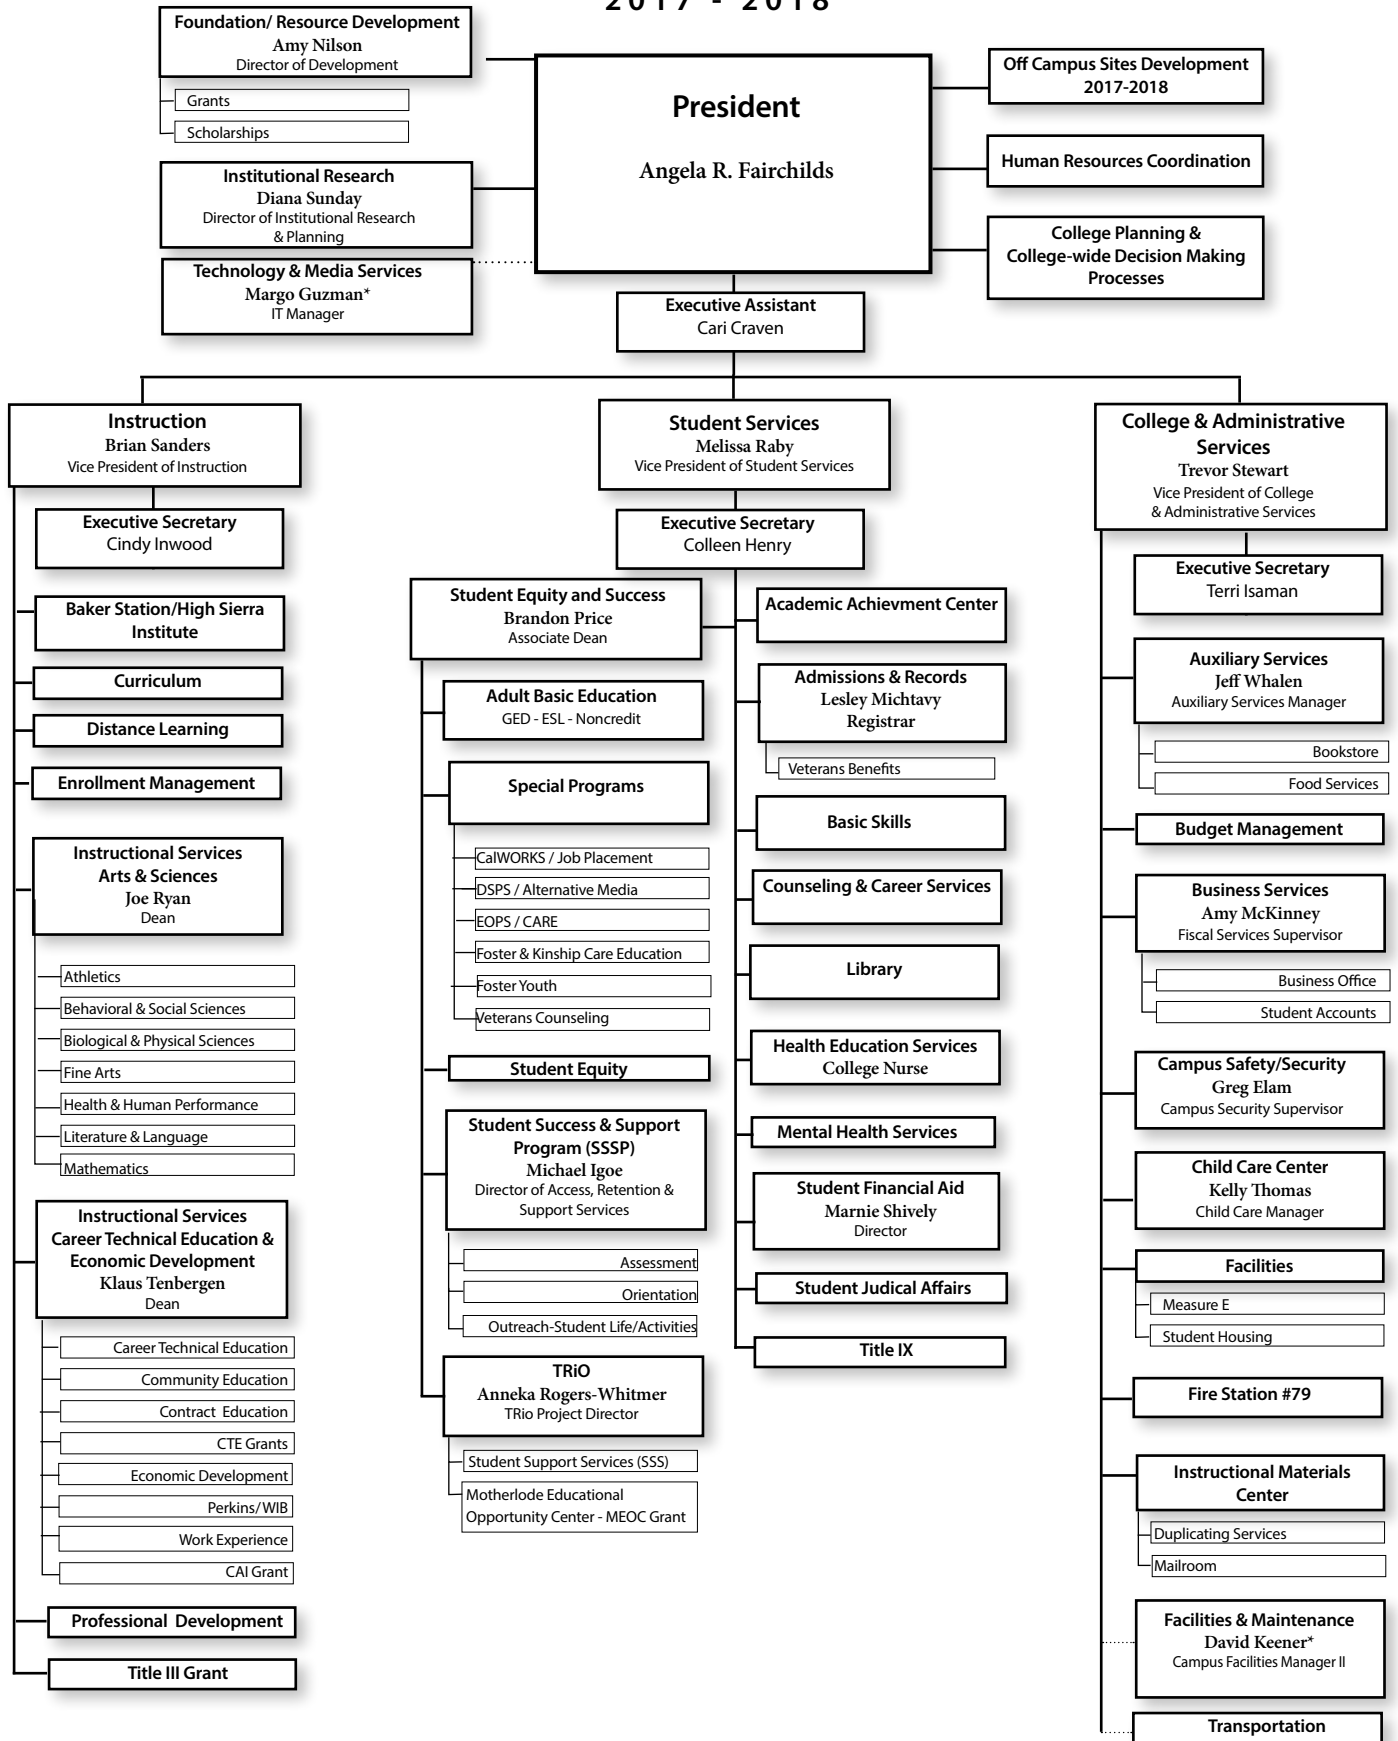 2017 - 2018
Foundation/ Resource Development
Amy Nilson
Director of Development
Grants
Scholarships
Institutional Research
Diana Sunday
Director of Institutional Research
& Planning
Technology & Media Services
Margo Guzman*
IT Manager
President
Angela R. Fairchilds
Off Campus Sites Development
2017-2018
Human Resources Coordination
College Planning &
College-wide Decision Making
Processes
Executive Assistant
Cari Craven
Instruction
Brian Sanders
Vice President of Instruction
Executive Secretary
Cindy Inwood
Baker Station/High Sierra
Institute
Curriculum
Distance Learning
Enrollment Management
Instructional Services
Arts & Sciences
Joe Ryan
Dean
Athletics
Behavioral & Social Sciences
Biological & Physical Sciences
Fine Arts
Health & Human Performance
Literature & Language
Mathematics
Instructional Services
Career Technical Education &
Economic Development
Klaus Tenbergen
Dean
Career Technical Education
Community Education
Contract Education
CTE Grants
Economic Development
Perkins/WIB
Work Experience
CAI Grant
Professional Development
Title III Grant
Student Services
Melissa Raby
Vice President of Student Services
Executive Secretary
Colleen Henry
Student Equity and Success
Brandon Price
Associate Dean
Adult Basic Education
GED - ESL - Noncredit
Special Programs
CalWORKS / Job Placement
DSPS / Alternative Media
EOPS / CARE
Foster & Kinship Care Education
Foster Youth
Veterans Counseling
Student Equity
Student Success & Support
Program (SSSP)
Michael Igoe
Director of Access, Retention &
Support Services
Assessment
Orientation
Outreach-Student Life/Activities
TRiO
Anneka Rogers-Whitmer
TRio Project Director
Student Support Services (SSS)
Motherlode Educational
Opportunity Center - MEOC Grant
Academic Achievment Center
Admissions & Records
Lesley Michtavy
Registrar
Veterans Benefits
Basic Skills
Counseling & Career Services
Library
Health Education Services
College Nurse
Mental Health Services
Student Financial Aid
Marnie Shively
Director
Student Judical Affairs
Title IX
College & Administrative
Services
Trevor Stewart
Vice President of College
& Administrative Services
Executive Secretary
Terri Isaman
Auxiliary Services
Jeff Whalen
Auxiliary Services Manager
Bookstore
Food Services
Budget Management
Business Services
Amy McKinney
Fiscal Services Supervisor
Business Office
Student Accounts
Campus Safety/Security
Greg Elam
Campus Security Supervisor
Child Care Center
Kelly Thomas
Child Care Manager
Facilities
Measure E
Student Housing
Fire Station #79
Instructional Materials
Center
Duplicating Services
Mailroom
Facilities & Maintenance
David Keener*
Campus Facilities Manager II
Transportation